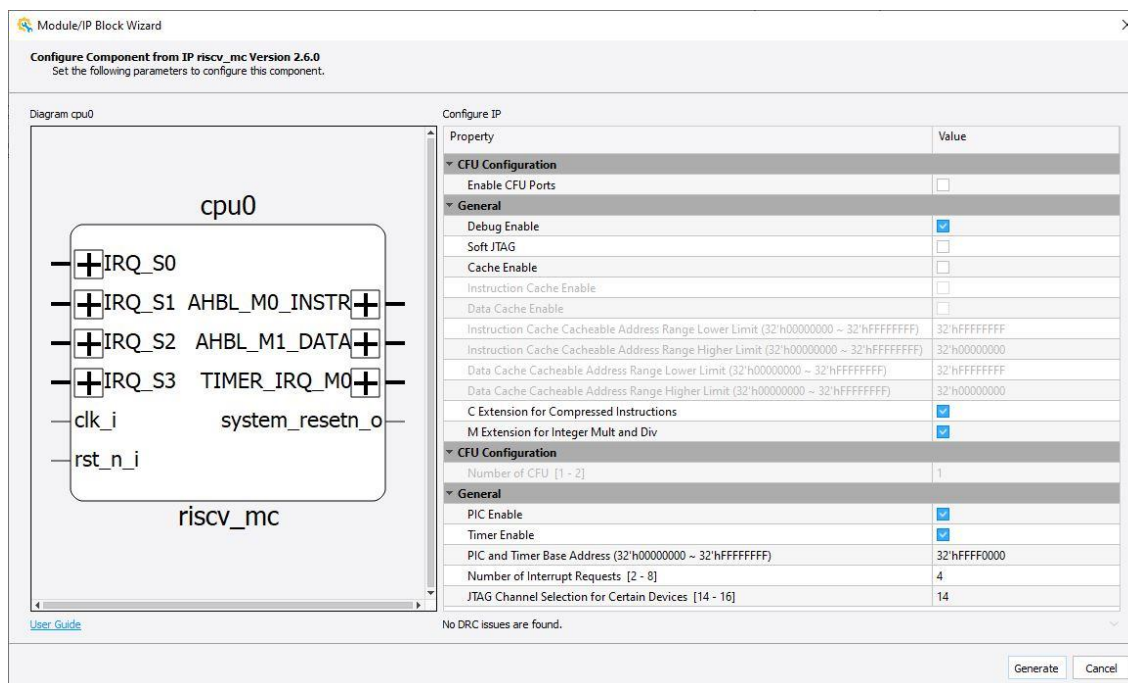 Module/IP Block Wizard
Configure Component from IP riscv_mc Version 2.6.0
Set the following parameters to configure this component.
Diagram cpu0
cpu0
IRQ_S0
IRQ_S1 AHBL_M0_INSTR
IRQ_S2 AHBL_M1_DATA
IRQ_S3 TIMER_IRQ_M0
clk_i system_resetn_o
rst_n_i
riscv_mc
User Guide
Configure IP
Property Value
CFU Configuration
Enable CFU Ports
General
Debug Enable
Soft JTAG
Cache Enable
Instruction Cache Enable
Data Cache Enable
Instruction Cache Cacheable Address Range Lower Limit (32'h00000000 ~ 32'hFFFFFFFF) 32'hFFFFFFFF
Instruction Cache Cacheable Address Range Higher Limit (32'h00000000 ~ 32'hFFFFFFFF) 32'h00000000
Data Cache Cacheable Address Range Lower Limit (32'h00000000 ~ 32'hFFFFFFFF) 32'hFFFFFFFF
Data Cache Cacheable Address Range Higher Limit (32'h00000000 ~ 32'hFFFFFFFF) 32'h00000000
C Extension for Compressed Instructions
M Extension for Integer Mult and Div
CFU Configuration
Number of CFU [1 - 2] 1
General
PIC Enable
Timer Enable
PIC and Timer Base Address (32'h00000000 ~ 32'hFFFFFFFF) 32'hFFFF0000
Number of Interrupt Requests [2 - 8] 4
JTAG Channel Selection for Certain Devices [14 - 16] 14
No DRC issues are found.
Generate Cancel